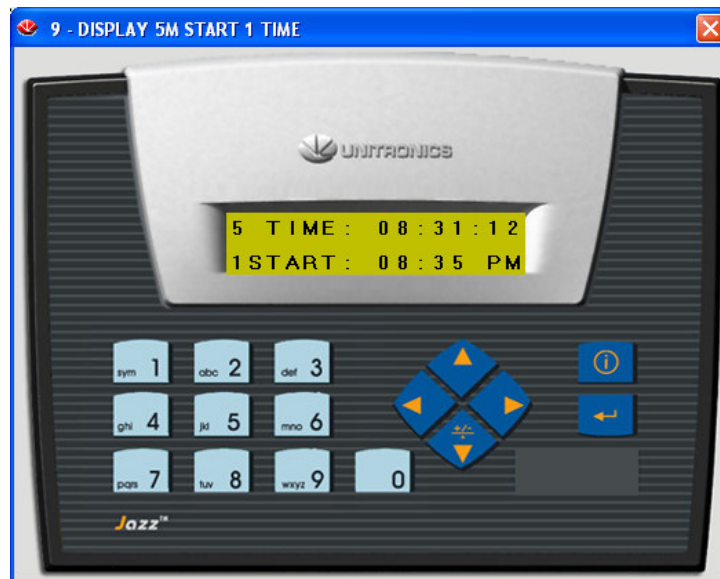 9 - DISPLAY 5M START 1 TIME
UNITRONICS
5 TIME: 08:31:12
1START: 08:35 PM
sym 1 abc 2 def 3
ghi 4 jkl 5 mno 6
+/-
pqrs 7 tuv 8 wxyz 9 0
Jazz™